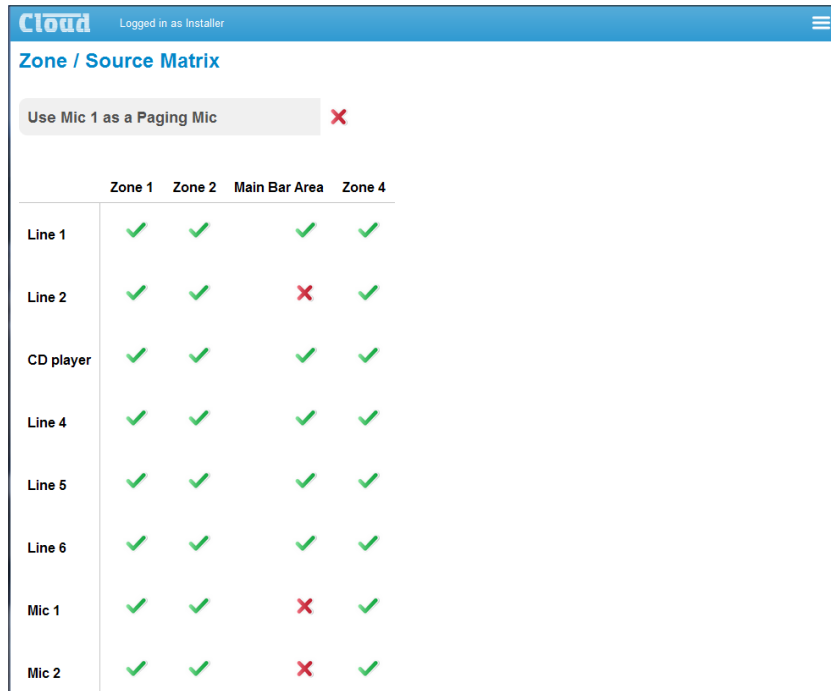 Cloud Logged in as Installer
Zone / Source Matrix
Use Mic 1 as a Paging Mic
Zone 1 Zone 2 Main Bar Area Zone 4
Line 1
Line 2
CD player
Line 4
Line 5
Line 6
Mic 1
Mic 2